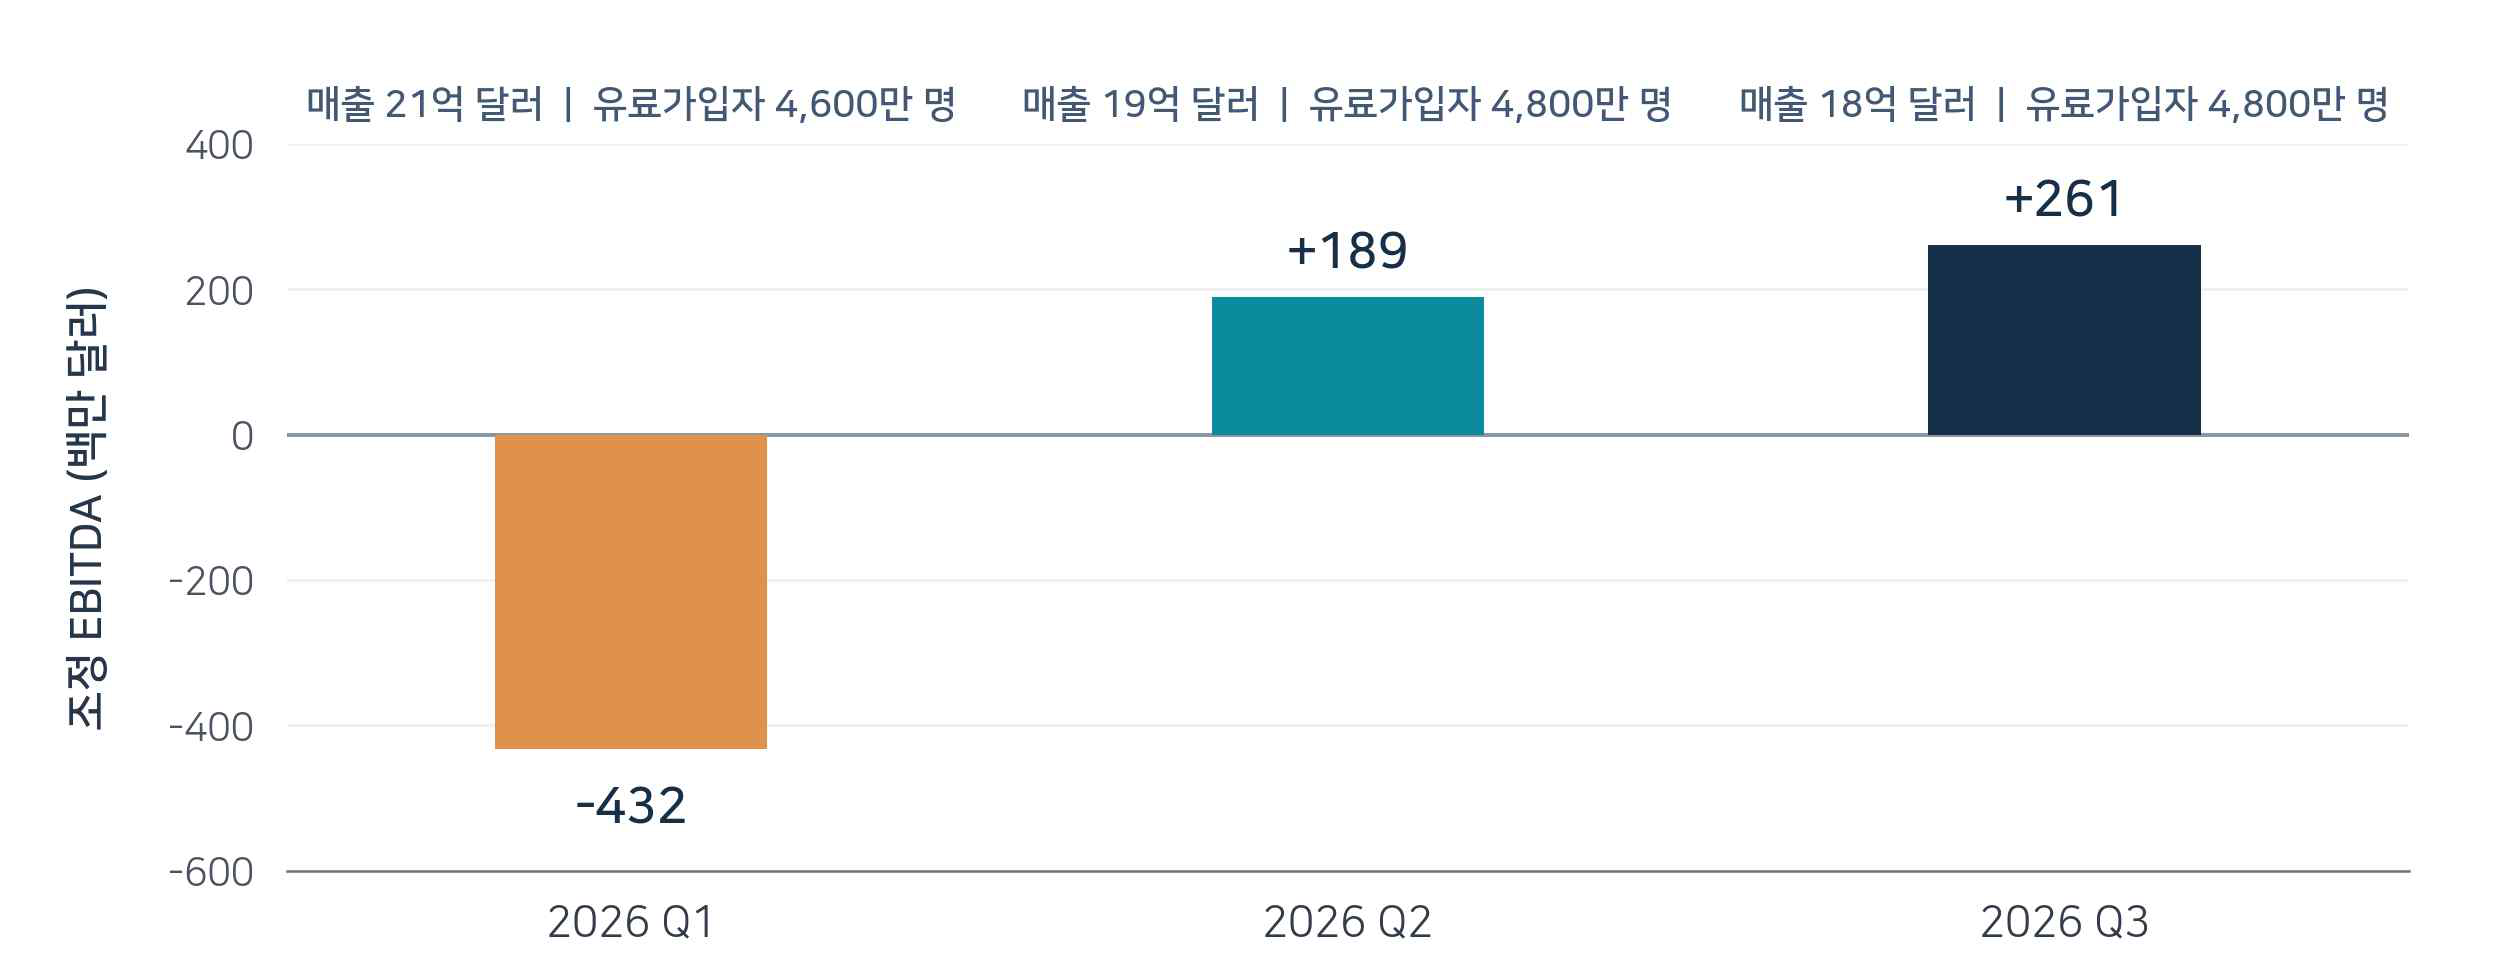 매출 21억 달러 | 유료가입자 4,600만 명
매출 19억 달러 | 유료가입자 4,800만 명
매출 18억 달러 | 유료가입자 4,800만 명
조정 EBITDA (백만 달러)
400
200
0
-200
-400
-600
-432
+189
+261
2026 Q1
2026 Q2
2026 Q3